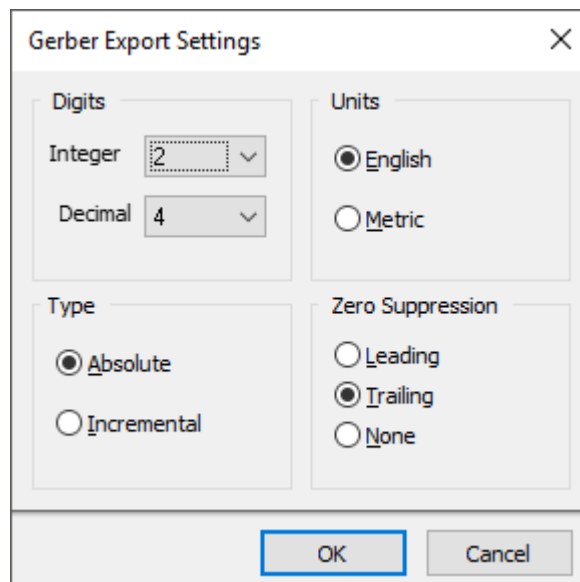 Gerber Export Settings
Digits
Integer 2
Decimal 4
Units
English
Metric
Type
Absolute
Incremental
Zero Suppression
Leading
Trailing
None
OK Cancel